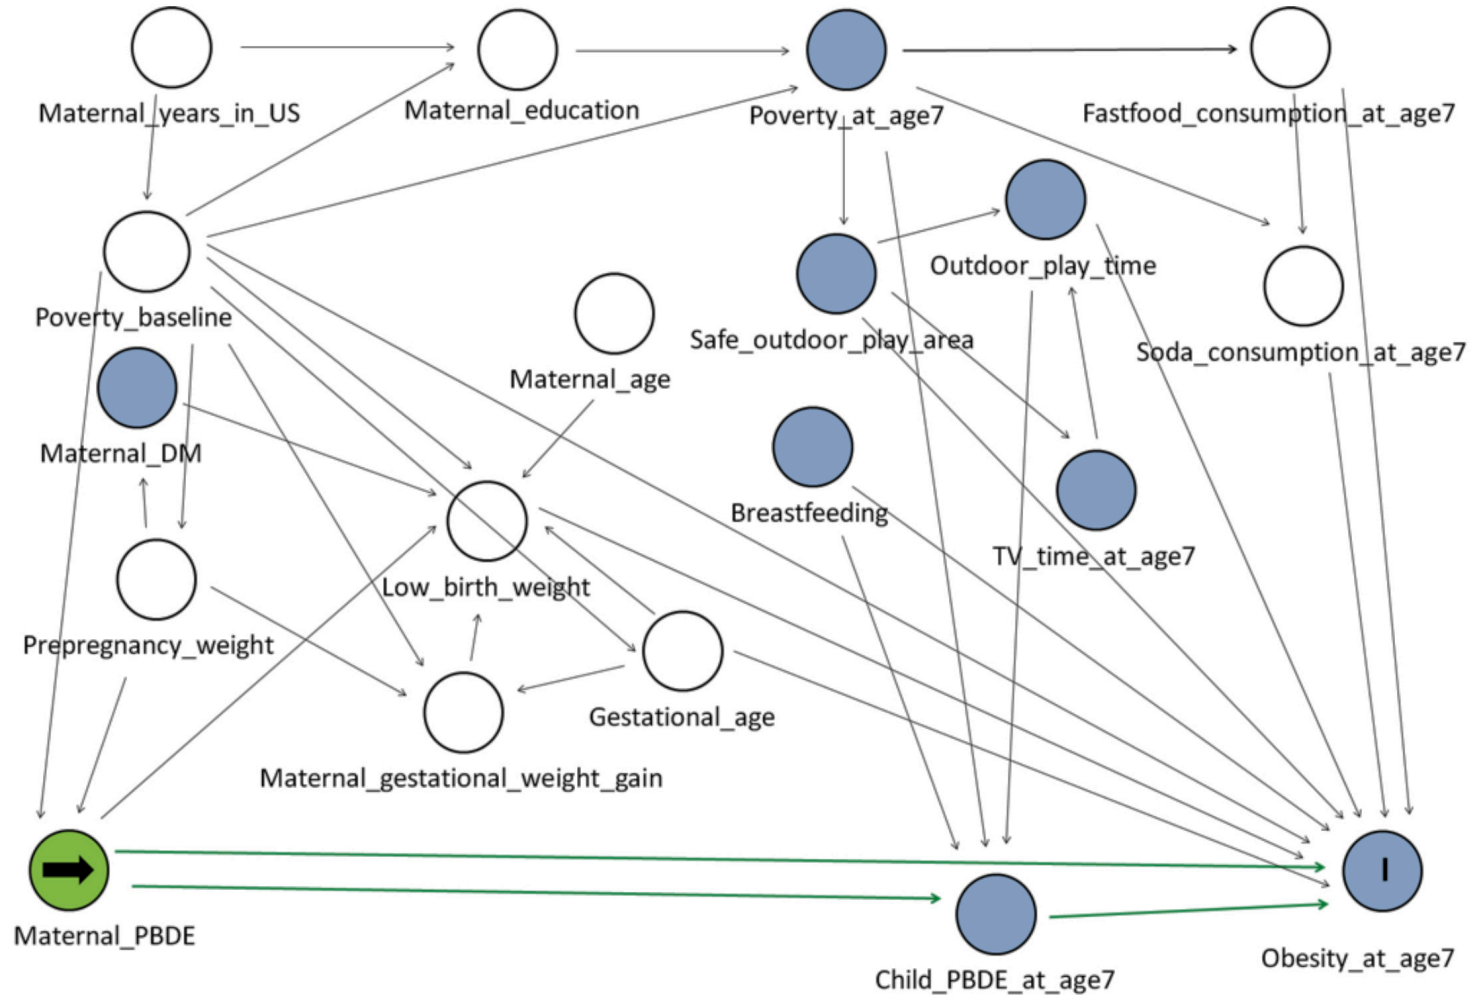 Maternal_years_in_US
Maternal_education
Poverty_at_age7
Fastfood_consumption_at_age7
Outdoor_play_time
Poverty_baseline
Safe_outdoor_play_area
Soda_consumption_at_age7
Maternal_age
Maternal_DM
Breastfeeding
TV_time_at_age7
Low_birth_weight
Prepregnancy_weight
Gestational_age
Maternal_gestational_weight_gain
I
Maternal_PBDE
Child_PBDE_at_age7
Obesity_at_age7